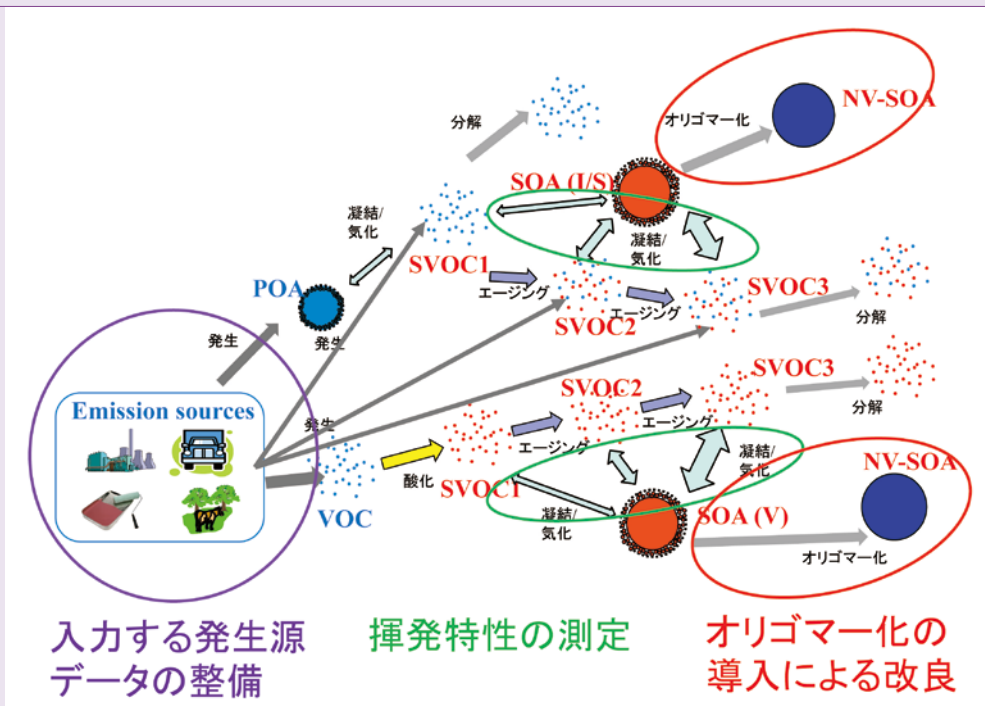 分解
オリゴマー化
NV-SOA
SOA (I/S)
凝結/
気化
凝結/
気化
SVOC1
エージング
SVOC2
エージング
SVOC3
分解
POA
発生
発生
Emission sources
発生
VOC
酸化
SVOC1
エージング
SVOC2
エージング
SVOC3
分解
凝結/
気化
凝結/
気化
SOA (V)
NV-SOA
オリゴマー化
入力する発生源
データの整備
揮発特性の測定
オリゴマー化の
導入による改良